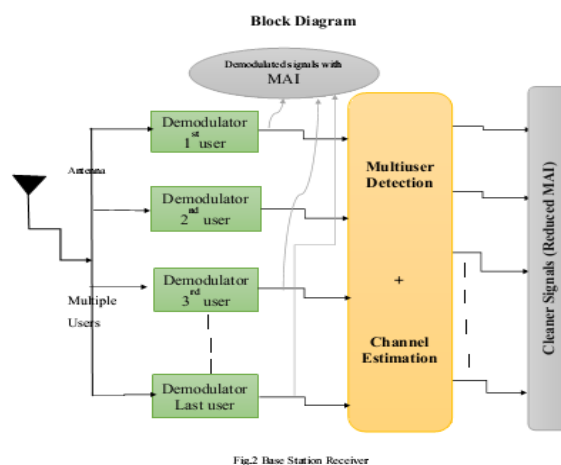 Block Diagram
Demodulated signals with
MAI
Demodulator
1st user
Antenna
Demodulator
2nd user
Multiple
Users
Demodulator
3rd user
Demodulator
Last user
Multiuser
Detection
+
Channel
Estimation
Cleaner Signals (Reduced MAI)
Fig.2 Base Station Receiver